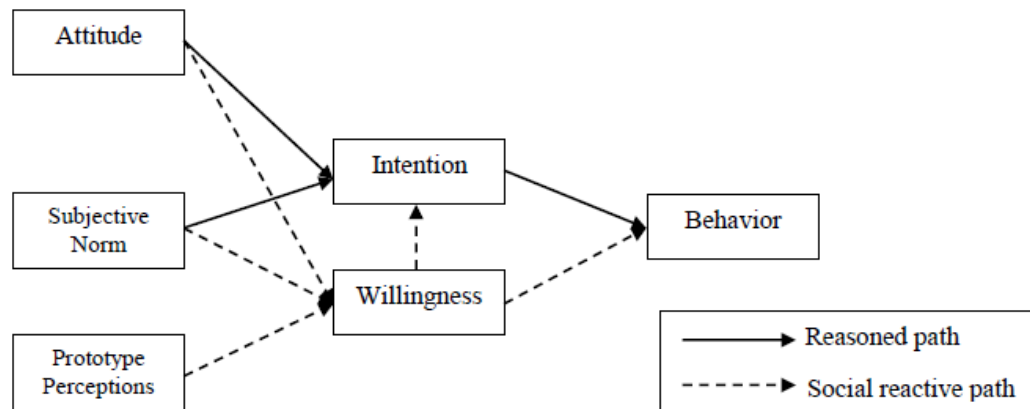 Attitude
Intention
Subjective
Norm
Behavior
Willingness
Prototype
Perceptions
Reasoned path
Social reactive path